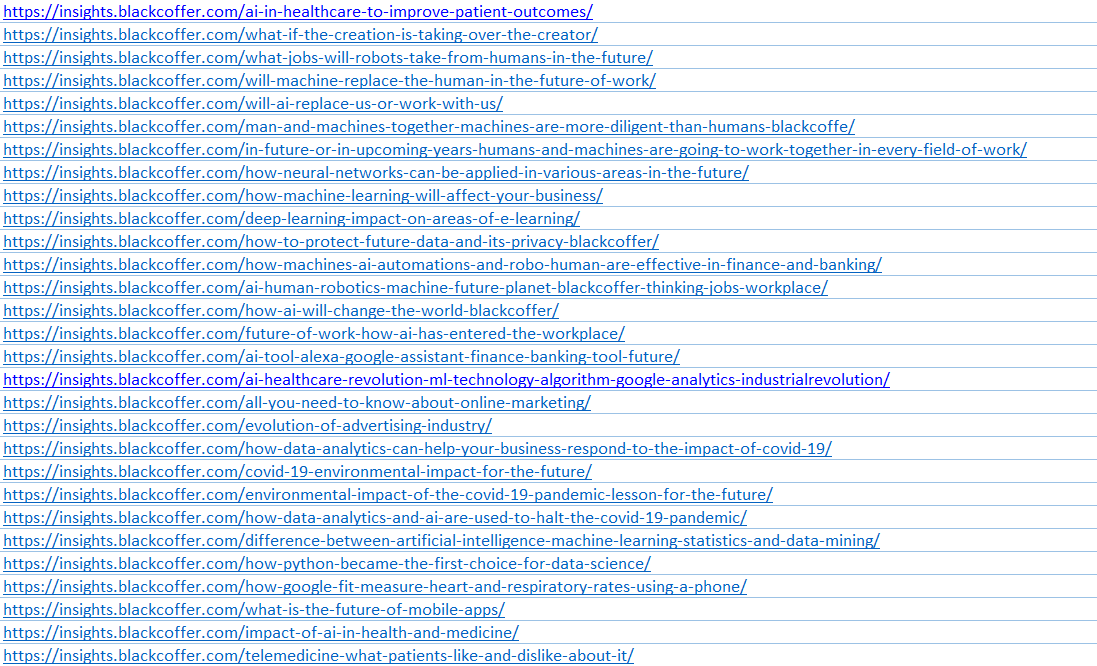 https://insights.blackcoffer.com/ai-in-healthcare-to-improve-patient-outcomes/
https://insights.blackcoffer.com/what-if-the-creation-is-taking-over-the-creator/
https://insights.blackcoffer.com/what-jobs-will-robots-take-from-humans-in-the-future/
https://insights.blackcoffer.com/will-machine-replace-the-human-in-the-future-of-work/
https://insights.blackcoffer.com/will-ai-replace-us-or-work-with-us/
https://insights.blackcoffer.com/man-and-machines-together-machines-are-more-diligent-than-humans-blackcoffe/
https://insights.blackcoffer.com/in-future-or-in-upcoming-years-humans-and-machines-are-going-to-work-together-in-every-field-of-work/
https://insights.blackcoffer.com/how-neural-networks-can-be-applied-in-various-areas-in-the-future/
https://insights.blackcoffer.com/how-machine-learning-will-affect-your-business/
https://insights.blackcoffer.com/deep-learning-impact-on-areas-of-e-learning/
https://insights.blackcoffer.com/how-to-protect-future-data-and-its-privacy-blackcoffer/
https://insights.blackcoffer.com/how-machines-ai-automations-and-robo-human-are-effective-in-finance-and-banking/
https://insights.blackcoffer.com/ai-human-robotics-machine-future-planet-blackcoffer-thinking-jobs-workplace/
https://insights.blackcoffer.com/how-ai-will-change-the-world-blackcoffer/
https://insights.blackcoffer.com/future-of-work-how-ai-has-entered-the-workplace/
https://insights.blackcoffer.com/ai-tool-alexa-google-assistant-finance-banking-tool-future/
https://insights.blackcoffer.com/ai-healthcare-revolution-ml-technology-algorithm-google-analytics-industrialrevolution/
https://insights.blackcoffer.com/all-you-need-to-know-about-online-marketing/
https://insights.blackcoffer.com/evolution-of-advertising-industry/
https://insights.blackcoffer.com/how-data-analytics-can-help-your-business-respond-to-the-impact-of-covid-19/
https://insights.blackcoffer.com/covid-19-environmental-impact-for-the-future/
https://insights.blackcoffer.com/environmental-impact-of-the-covid-19-pandemic-lesson-for-the-future/
https://insights.blackcoffer.com/how-data-analytics-and-ai-are-used-to-halt-the-covid-19-pandemic/
https://insights.blackcoffer.com/difference-between-artificial-intelligence-machine-learning-statistics-and-data-mining/
https://insights.blackcoffer.com/how-python-became-the-first-choice-for-data-science/
https://insights.blackcoffer.com/how-google-fit-measure-heart-and-respiratory-rates-using-a-phone/
https://insights.blackcoffer.com/what-is-the-future-of-mobile-apps/
https://insights.blackcoffer.com/impact-of-ai-in-health-and-medicine/
https://insights.blackcoffer.com/telemedicine-what-patients-like-and-dislike-about-it/